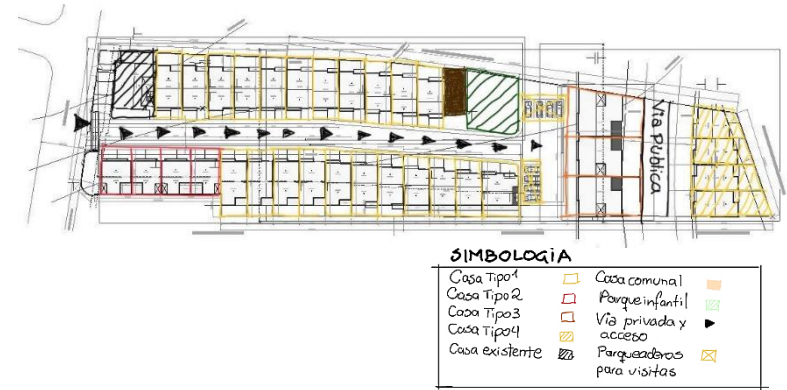 Via publica
SIMBOLOGIA
Casa Tipo1
Casa Tipo2
Casa Tipo3
Casa Tipo4
Casa existente
Casa comunal
Parque infantil
Via privada y
acceso
Parqueaderos
para visitas